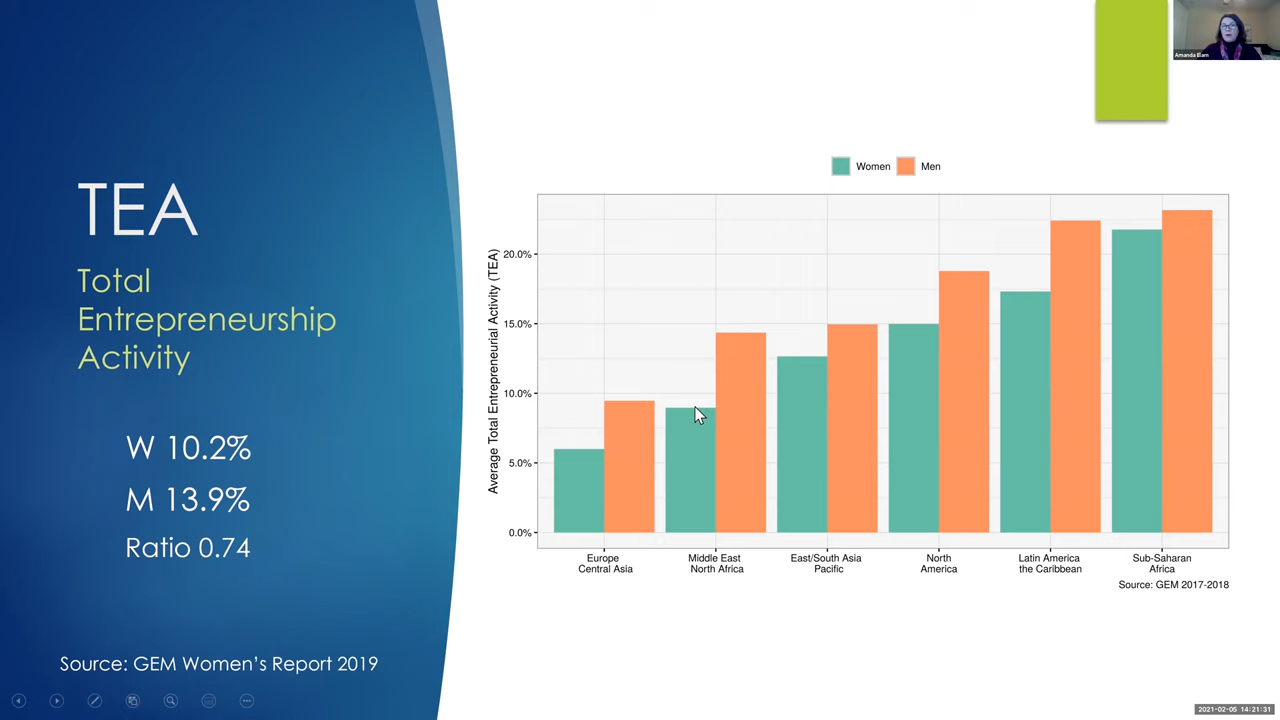 TEA
Total
Entrepreneurship
Activity
W 10.2%
M 13.9%
Ratio 0.74
Source: GEM Women's Report 2019
Women
Men
Average Total Entrepreneurial Activity (TEA)
20.0%
15.0%
10.0%
5.0%
0.0%
Europe
Central Asia
Middle East
North Africa
East/South Asia
Pacific
North
America
Latin America
the Caribbean
Sub-Saharan
Africa
Source: GEM 2017-2018
Amanda Elam
2021-02-05 14:21:31